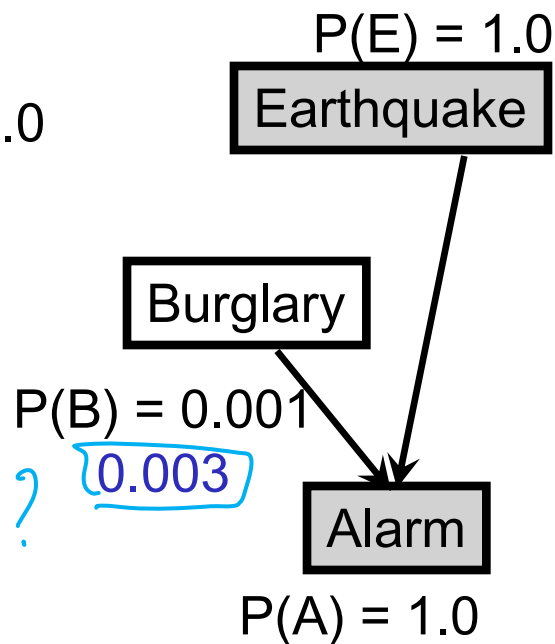 P(E) = 1.0
.0
Earthquake
Burglary
P(B) = 0.001
? 0.003
Alarm
P(A) = 1.0